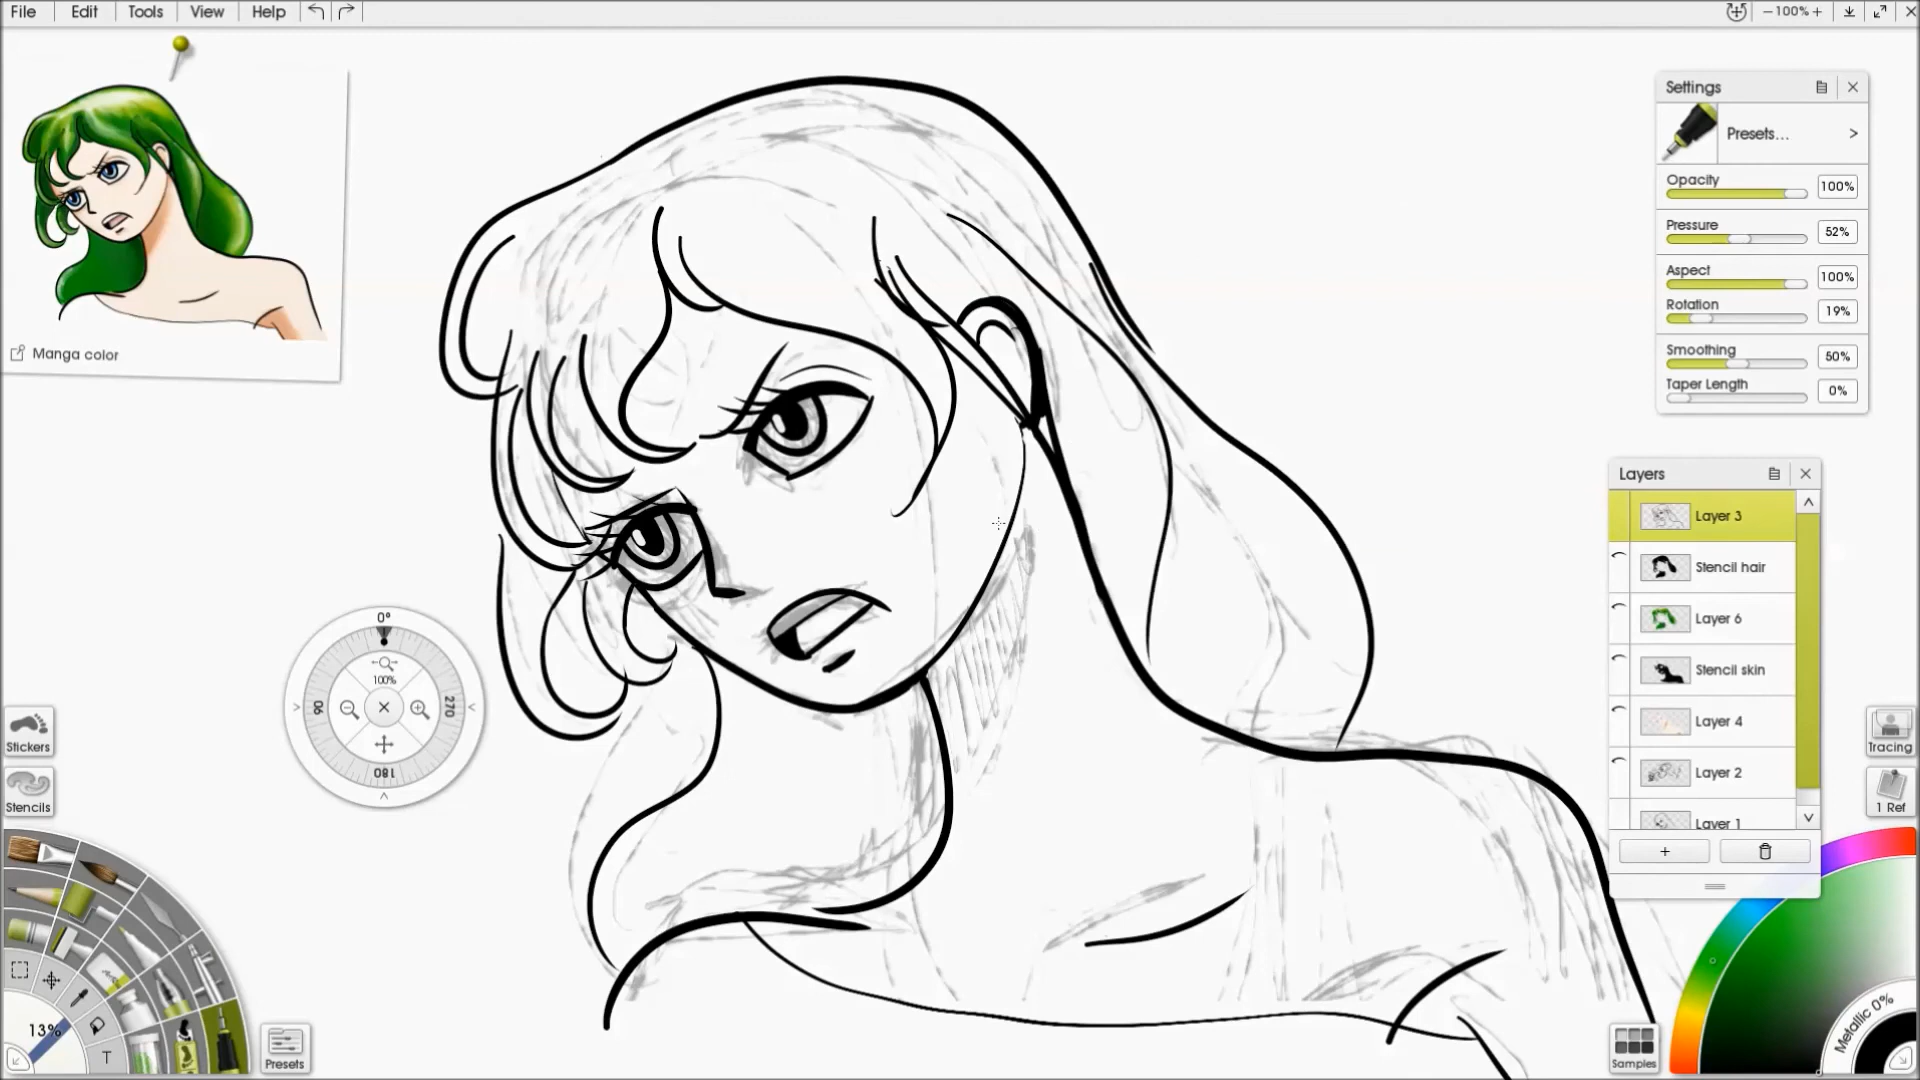 File Edit Tools View Help
−100%+
Manga color
Settings
Presets...
>
Opacity 100%
Pressure 52%
Aspect 100%
Rotation 19%
Smoothing 50%
Taper Length 0%
Layers
Layer 3
Stencil hair
Layer 6
Stencil skin
Layer 4
Layer 2
Layer 1
+
0°
100%
90
270
180
Stickers
Stencils
Tracing
1 Ref
13%
T
Presets
Samples
Metallic 0%